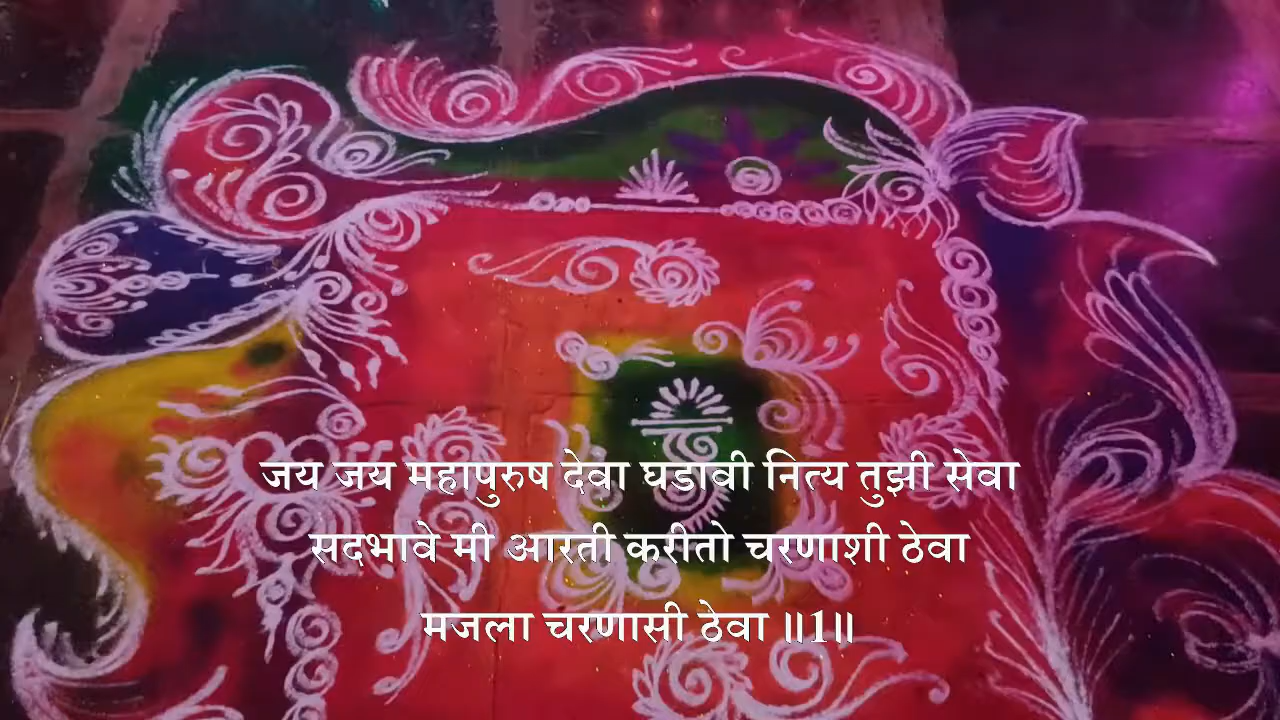 जय जय महापुरुष देवा घडावी नित्य तुझी सेवा
सदभावे मी आरती करीतो चरणाशी ठेवा
मजला चरणासी ठेवा ॥1॥